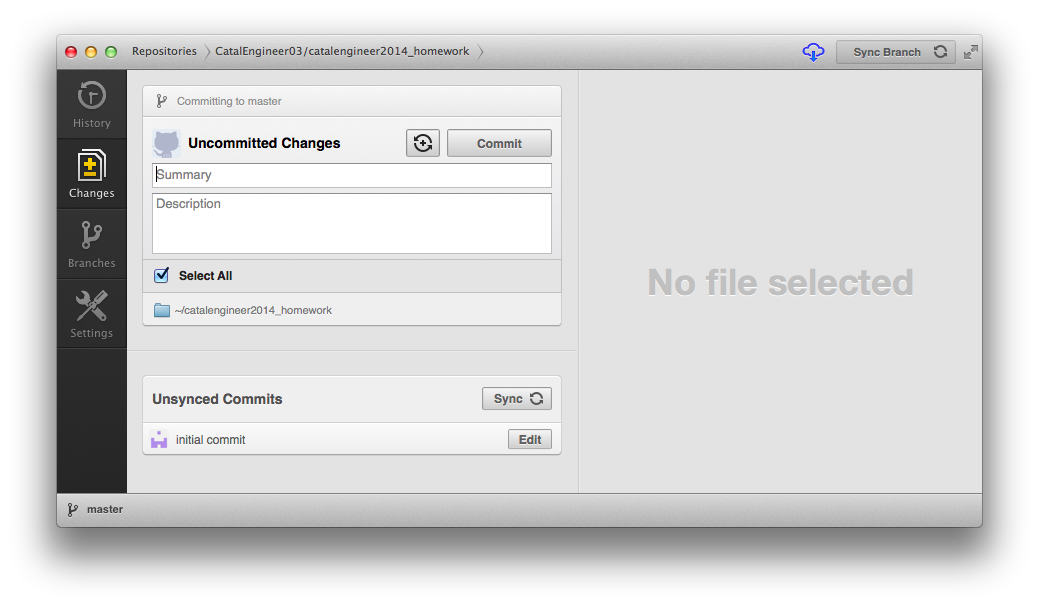 Repositories CatalEngineer03/catalengineer2014_homework Sync Branch
History
Changes
Branches
Settings
Committing to master
Uncommitted Changes Commit
Summary
Description
Select All
~/catalengineer2014_homework
Unsynced Commits Sync
initial commit Edit
No file selected
master